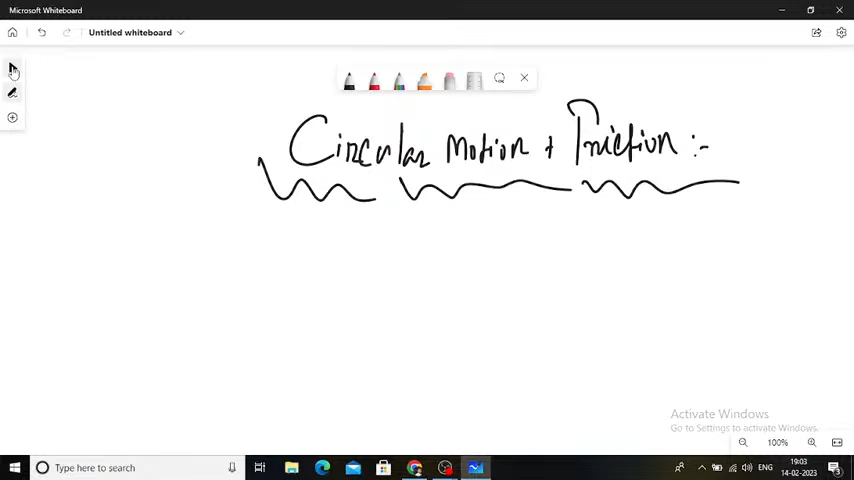 Microsoft Whiteboard
Untitled whiteboard
Circular Motion + Friction :-
Activate Windows
Go to Settings to activate Windows.
100%
Type here to search
ENG
19:03
14-02-2023
3